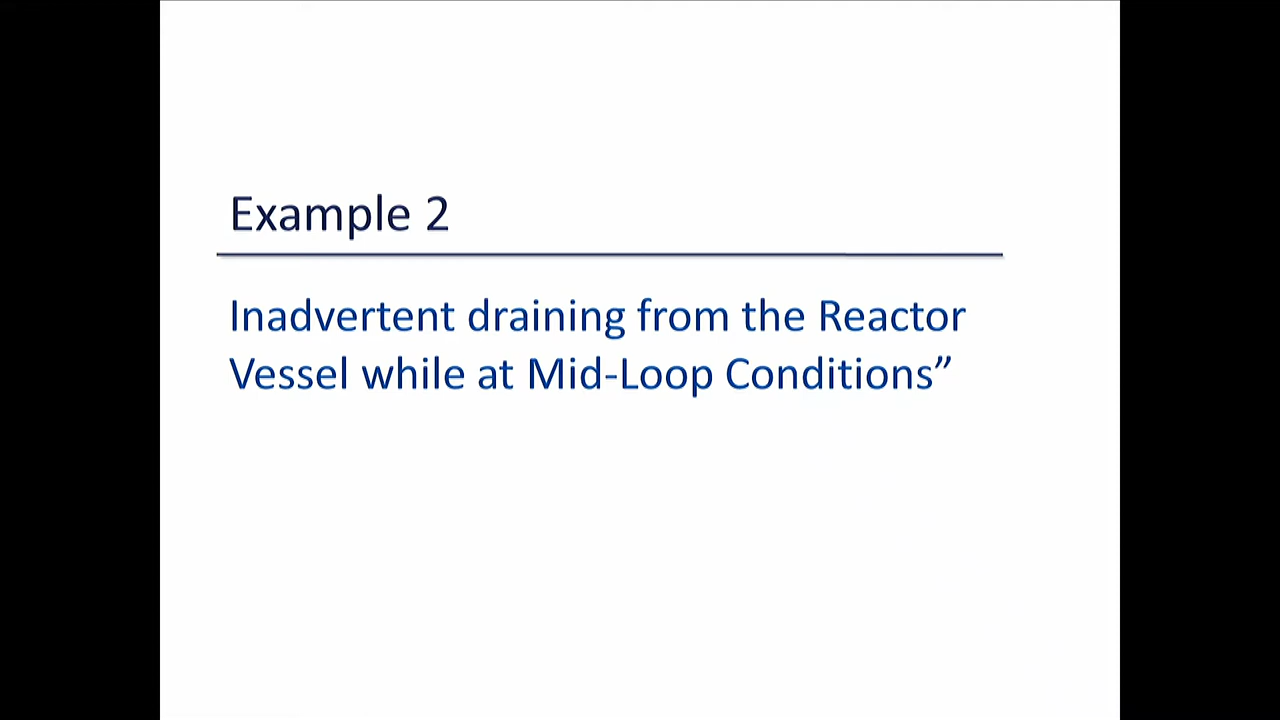 Example 2
Inadvertent draining from the Reactor
Vessel while at Mid-Loop Conditions”